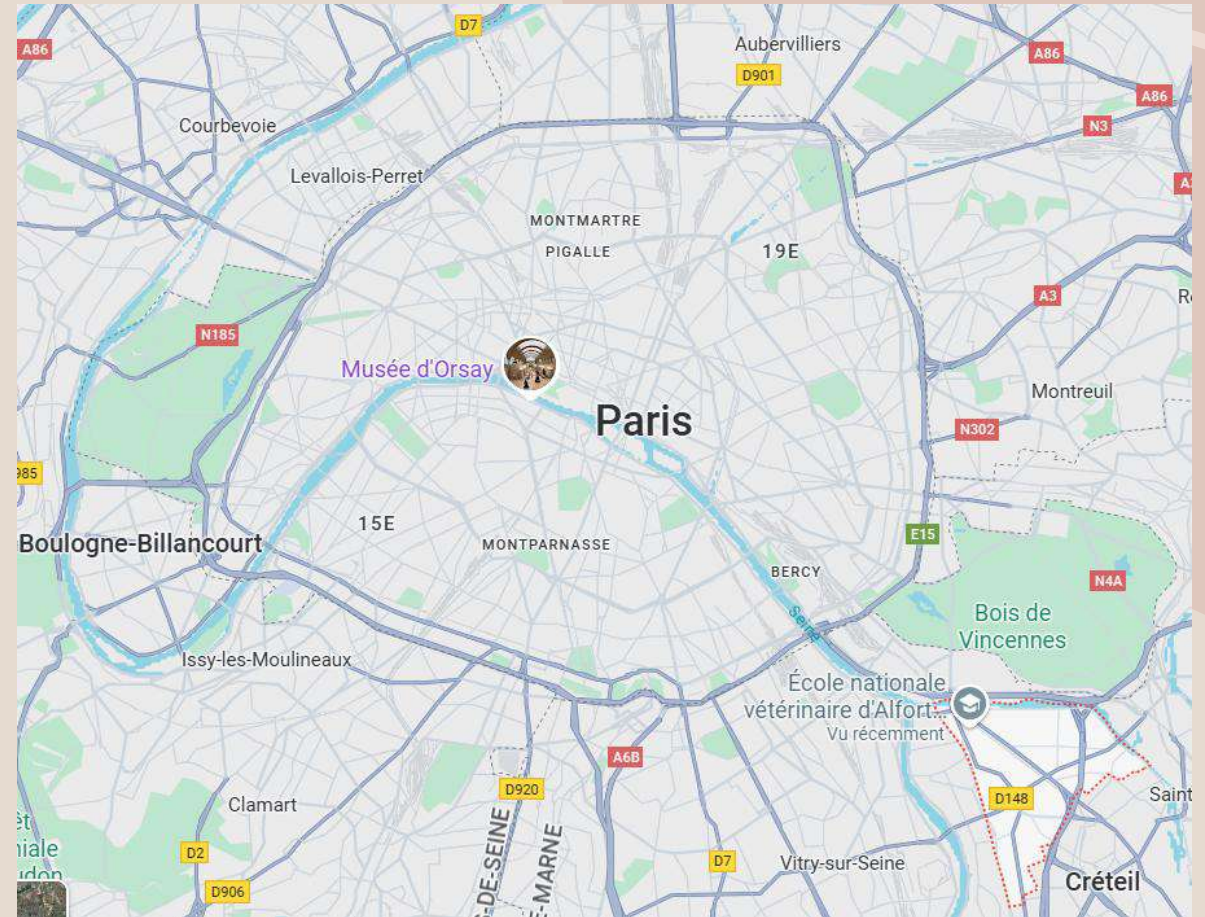 D7
A86
Aubervilliers
A86
D901
A86
Courbevoie
N3
Levallois-Perret
MONTMARTRE
PIGALLE
19E
A3
N185
Musée d'Orsay
Montreuil
Paris
N302
985
15E
Boulogne-Billancourt
MONTPARNASSE
E15
BERCY
N4A
Seine
Bois de
Vincennes
Issy-les-Moulineaux
École nationale
vétérinaire d'Alfort...
Vu récemment
A6B
D920
D148
Saint
Clamart
D2
D7
Vitry-sur-Seine
Créteil
D906